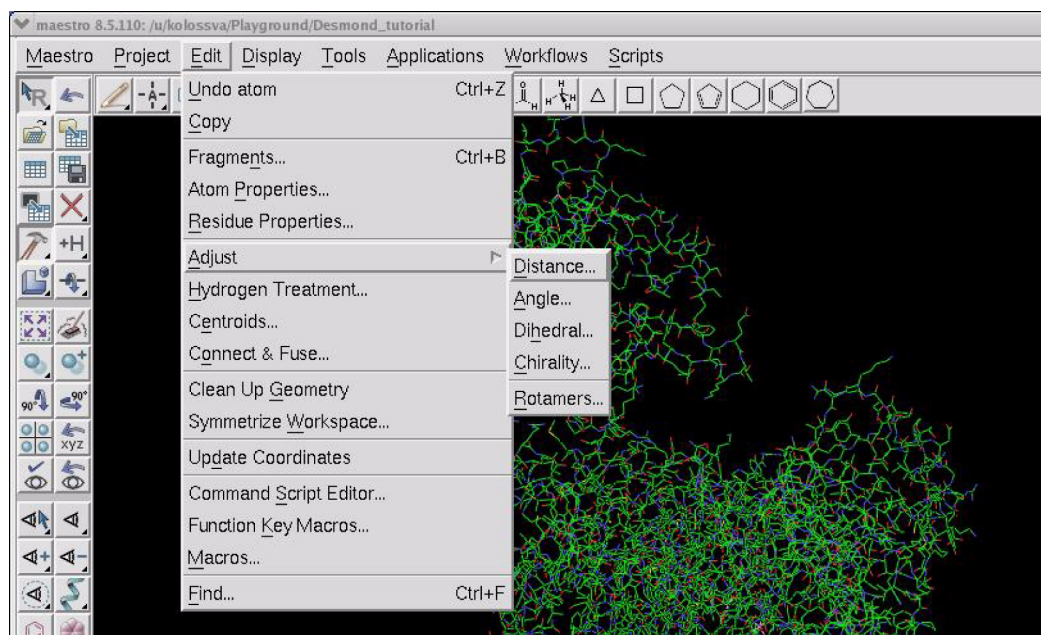 maestro 8.5.110: /u/kolossva/Playground/Desmond_tutorial
Maestro Project Edit Display Tools Applications Workflows Scripts
Undo atom Ctrl+Z
Copy
Fragments... Ctrl+B
Atom Properties...
Residue Properties...
Adjust
Distance...
Angle...
Dihedral...
Chirality...
Rotamers...
Hydrogen Treatment...
Centroids...
Connect & Fuse...
Clean Up Geometry
Symmetrize Workspace...
Update Coordinates
Command Script Editor...
Function Key Macros...
Macros...
Find... Ctrl+F
R
A
H
H H
H
+H
90° 90°
xyz